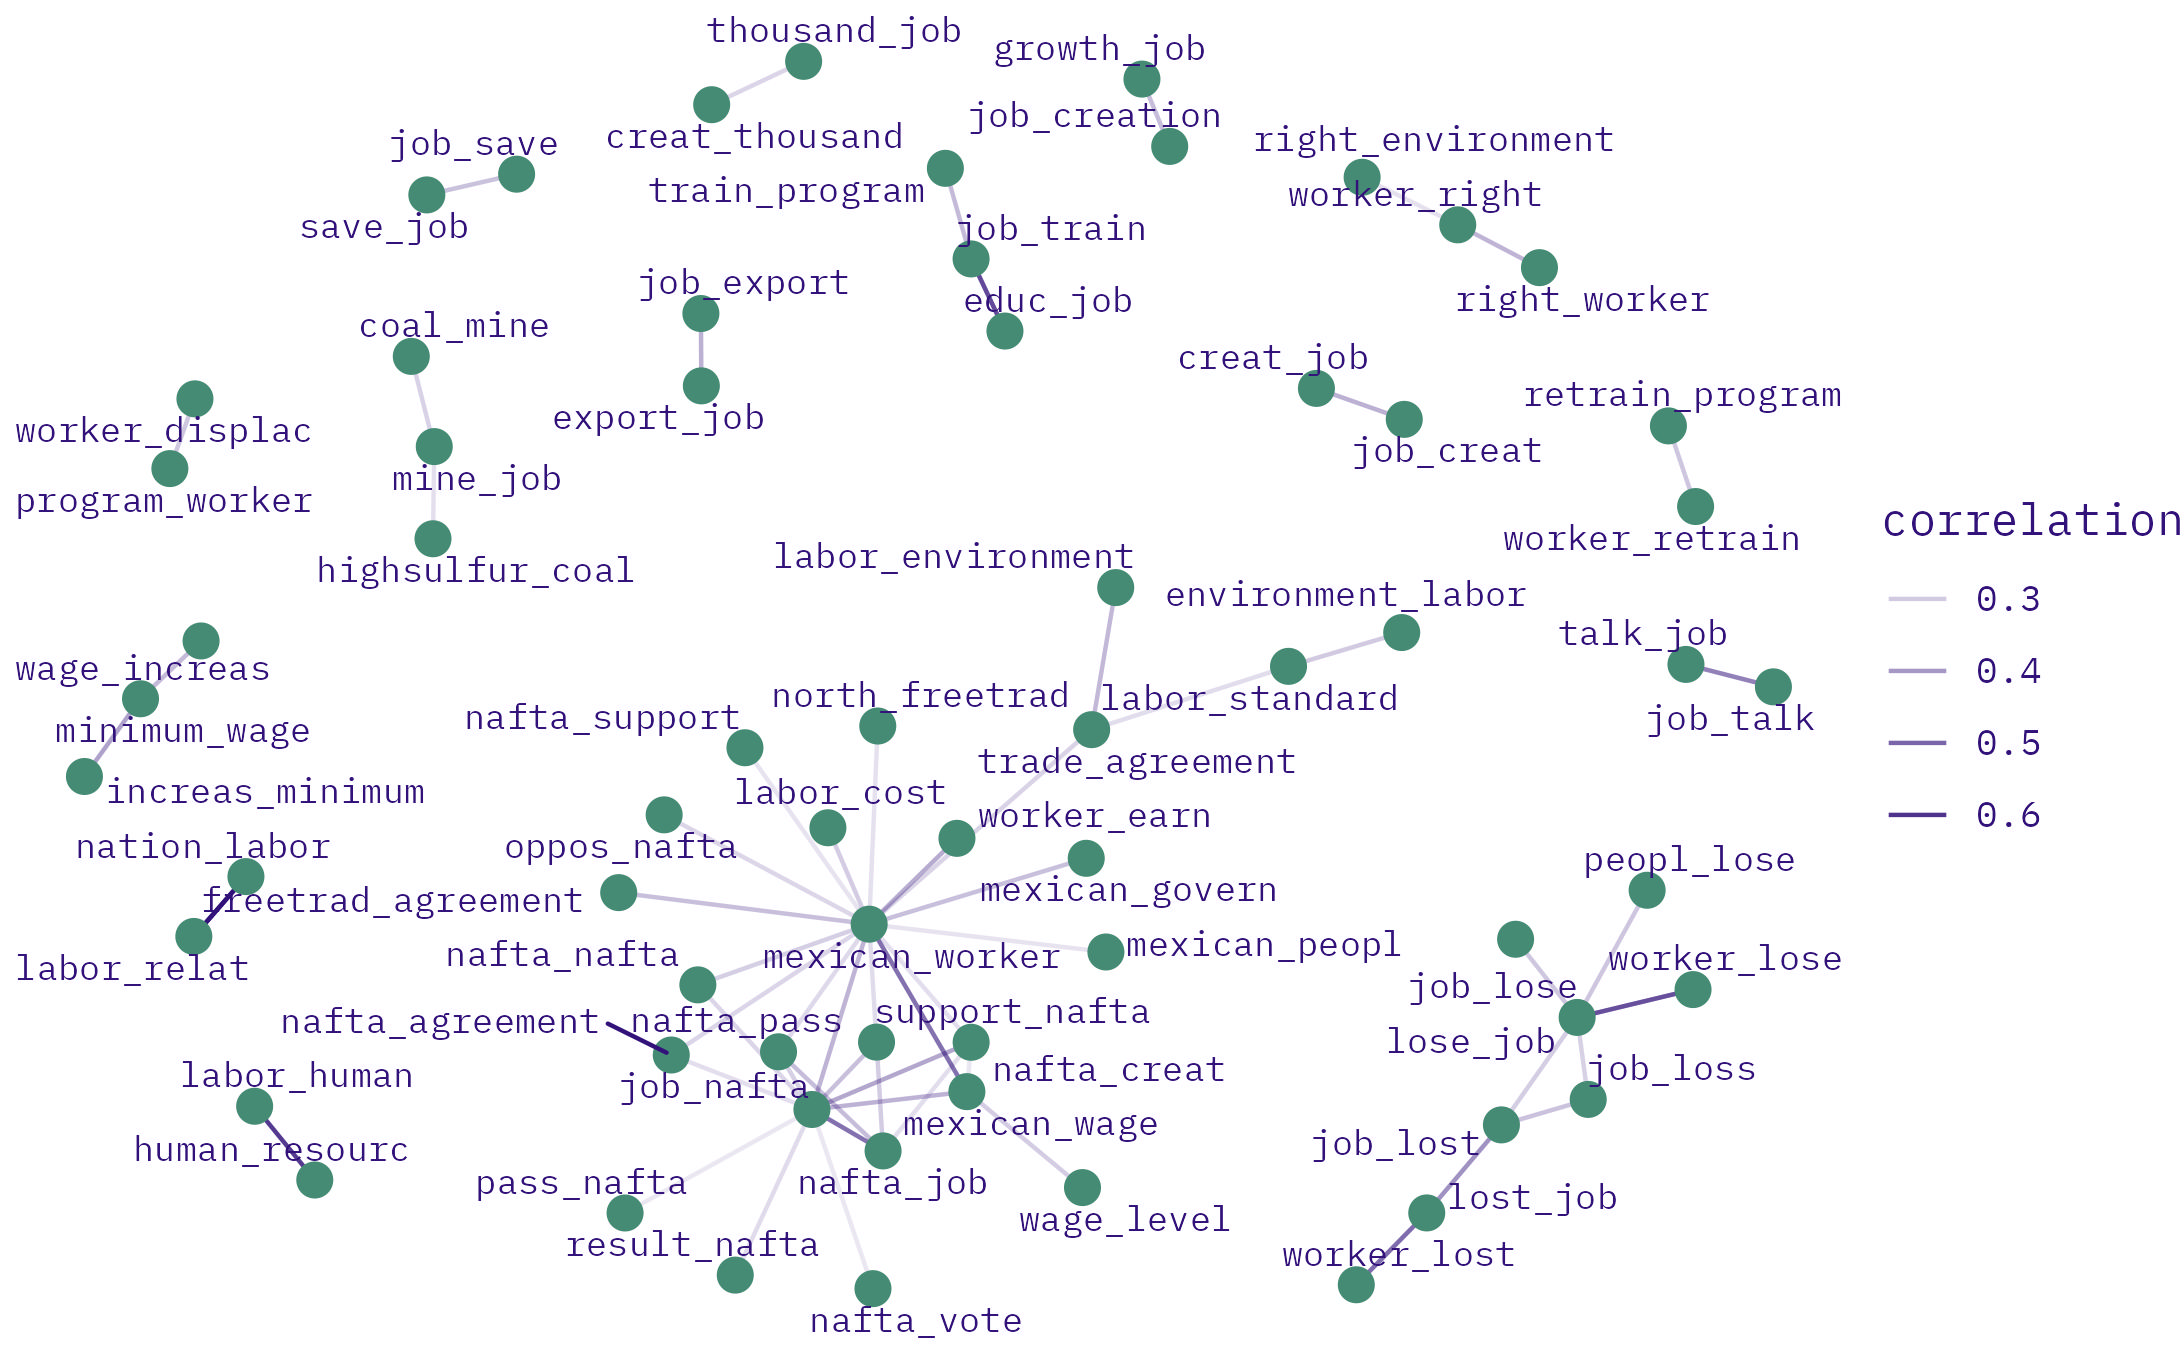 thousand_job
growth_job
job_creation
creat_thousand
job_save
right_environment
train_program
worker_right
save_job
job_train
job_export
educ_job
right_worker
coal_mine
creat_job
retrain_program
export_job
worker_displac
job_creat
mine_job
program_worker
correlation
worker_retrain
labor_environment
highsulfur_coal
environment_labor
0.3
talk_job
wage_increas
0.4
north_freetrad
labor_standard
nafta_support
job_talk
minimum_wage
0.5
trade_agreement
increas_minimum
labor_cost
worker_earn
0.6
nation_labor
oppos_nafta
peopl_lose
mexican_govern
freetrad_agreement
mexican_peopl
nafta_nafta
mexican_worker
worker_lose
labor_relat
job_lose
support_nafta
nafta_agreement
nafta_pass
lose_job
nafta_creat
job_loss
labor_human
job_nafta
mexican_wage
human_resourc
job_lost
pass_nafta
nafta_job
lost_job
wage_level
result_nafta
worker_lost
nafta_vote